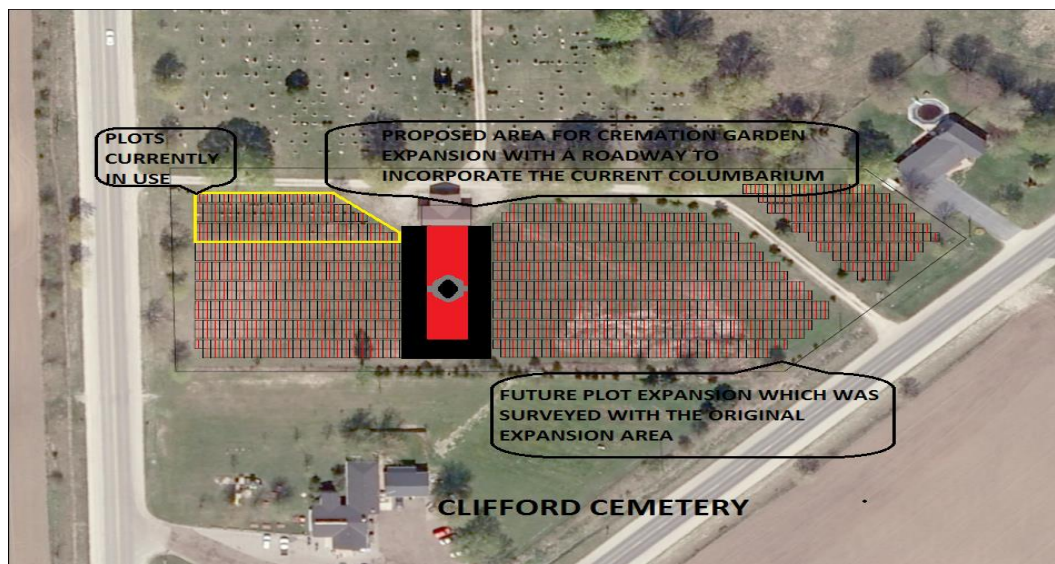 PLOTS
CURRENTLY
IN USE
PROPOSED AREA FOR CREMATION GARDEN
EXPANSION WITH A ROADWAY TO
INCORPORATE THE CURRENT COLUMBARIUM
FUTURE PLOT EXPANSION WHICH WAS
SURVEYED WITH THE ORIGINAL
EXPANSION AREA
CLIFFORD CEMETERY